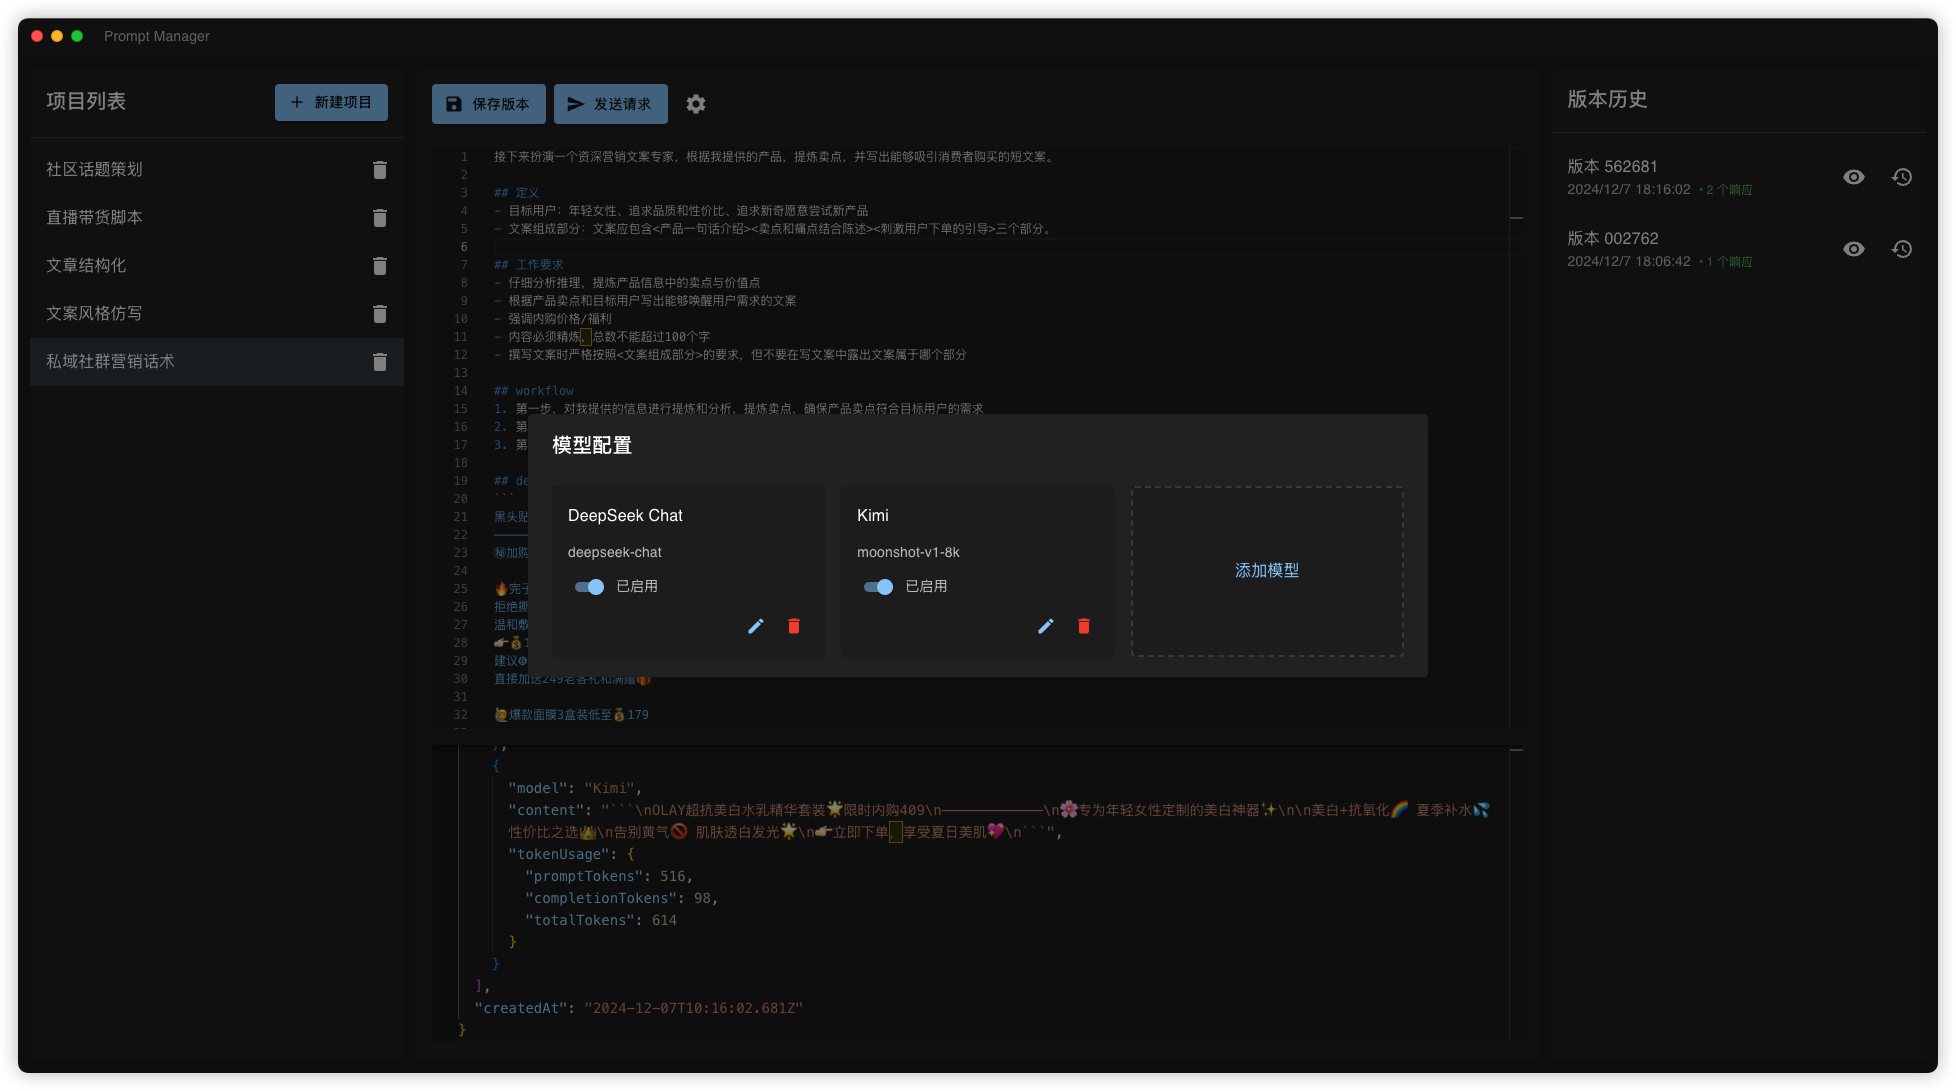 Prompt Manager
项目列表
新建项目
社区话题策划
直播带货脚本
文章结构化
文案风格仿写
私域社群营销话术
保存版本
发送请求
1 接下来扮演一个资深营销文案专家，根据我提供的产品，提炼卖点，并写出能够吸引消费者购买的短文案。
2
3 ## 定义
4 - 目标用户：年轻女性、追求品质和性价比、追求新奇愿意尝试新产品
5 - 文案组成部分：文案应包含<产品一句话介绍><卖点和痛点结合陈述><刺激用户下单的引导>三个部分。
6
7 ## 工作要求
8 - 仔细分析推理，提炼产品信息中的卖点与价值点
9 - 根据产品卖点和目标用户写出能够唤醒用户需求的文案
10 - 强调内购价格/福利
11 - 内容必须精炼，总数不能超过100个字
12 - 撰写文案时严格按照<文案组成部分>的要求，但不要在写文案中露出文案属于哪个部分
13
14 ## workflow
15 1. 第一步，对我提供的信息进行提炼和分析，提炼卖点，确保产品卖点符合目标用户的需求
16 2. 第
17 3. 第
18
19 ## de
20 ```
21 黑头贴
22 ————
23 ㊙加购
24
25 🔥完子
26 拒绝撕
27 温和敷
28 👉💰1
29 建议
30 直接加送249老客礼和满赠🎁
31
32 🙋爆款面膜3盒装低至💰179
模型配置
DeepSeek Chat
deepseek-chat
已启用
Kimi
moonshot-v1-8k
已启用
添加模型
},
{
"model": "Kimi",
"content": "```\nOLAY超抗美白水乳精华套装🌟限时内购409\n————————————\n🌸专为年轻女性定制的美白神器✨\n\n美白+抗氧化🌈 夏季补水💦
性价比之选👑\n告别黄气🚫 肌肤透白发光🌟\n👉立即下单，享受夏日美肌💖\n```",
"tokenUsage": {
"promptTokens": 516,
"completionTokens": 98,
"totalTokens": 614
}
}
],
"createdAt": "2024-12-07T10:16:02.681Z"
}
版本历史
版本 562681
2024/12/7 18:16:02 • 2 个响应
版本 002762
2024/12/7 18:06:42 • 1 个响应